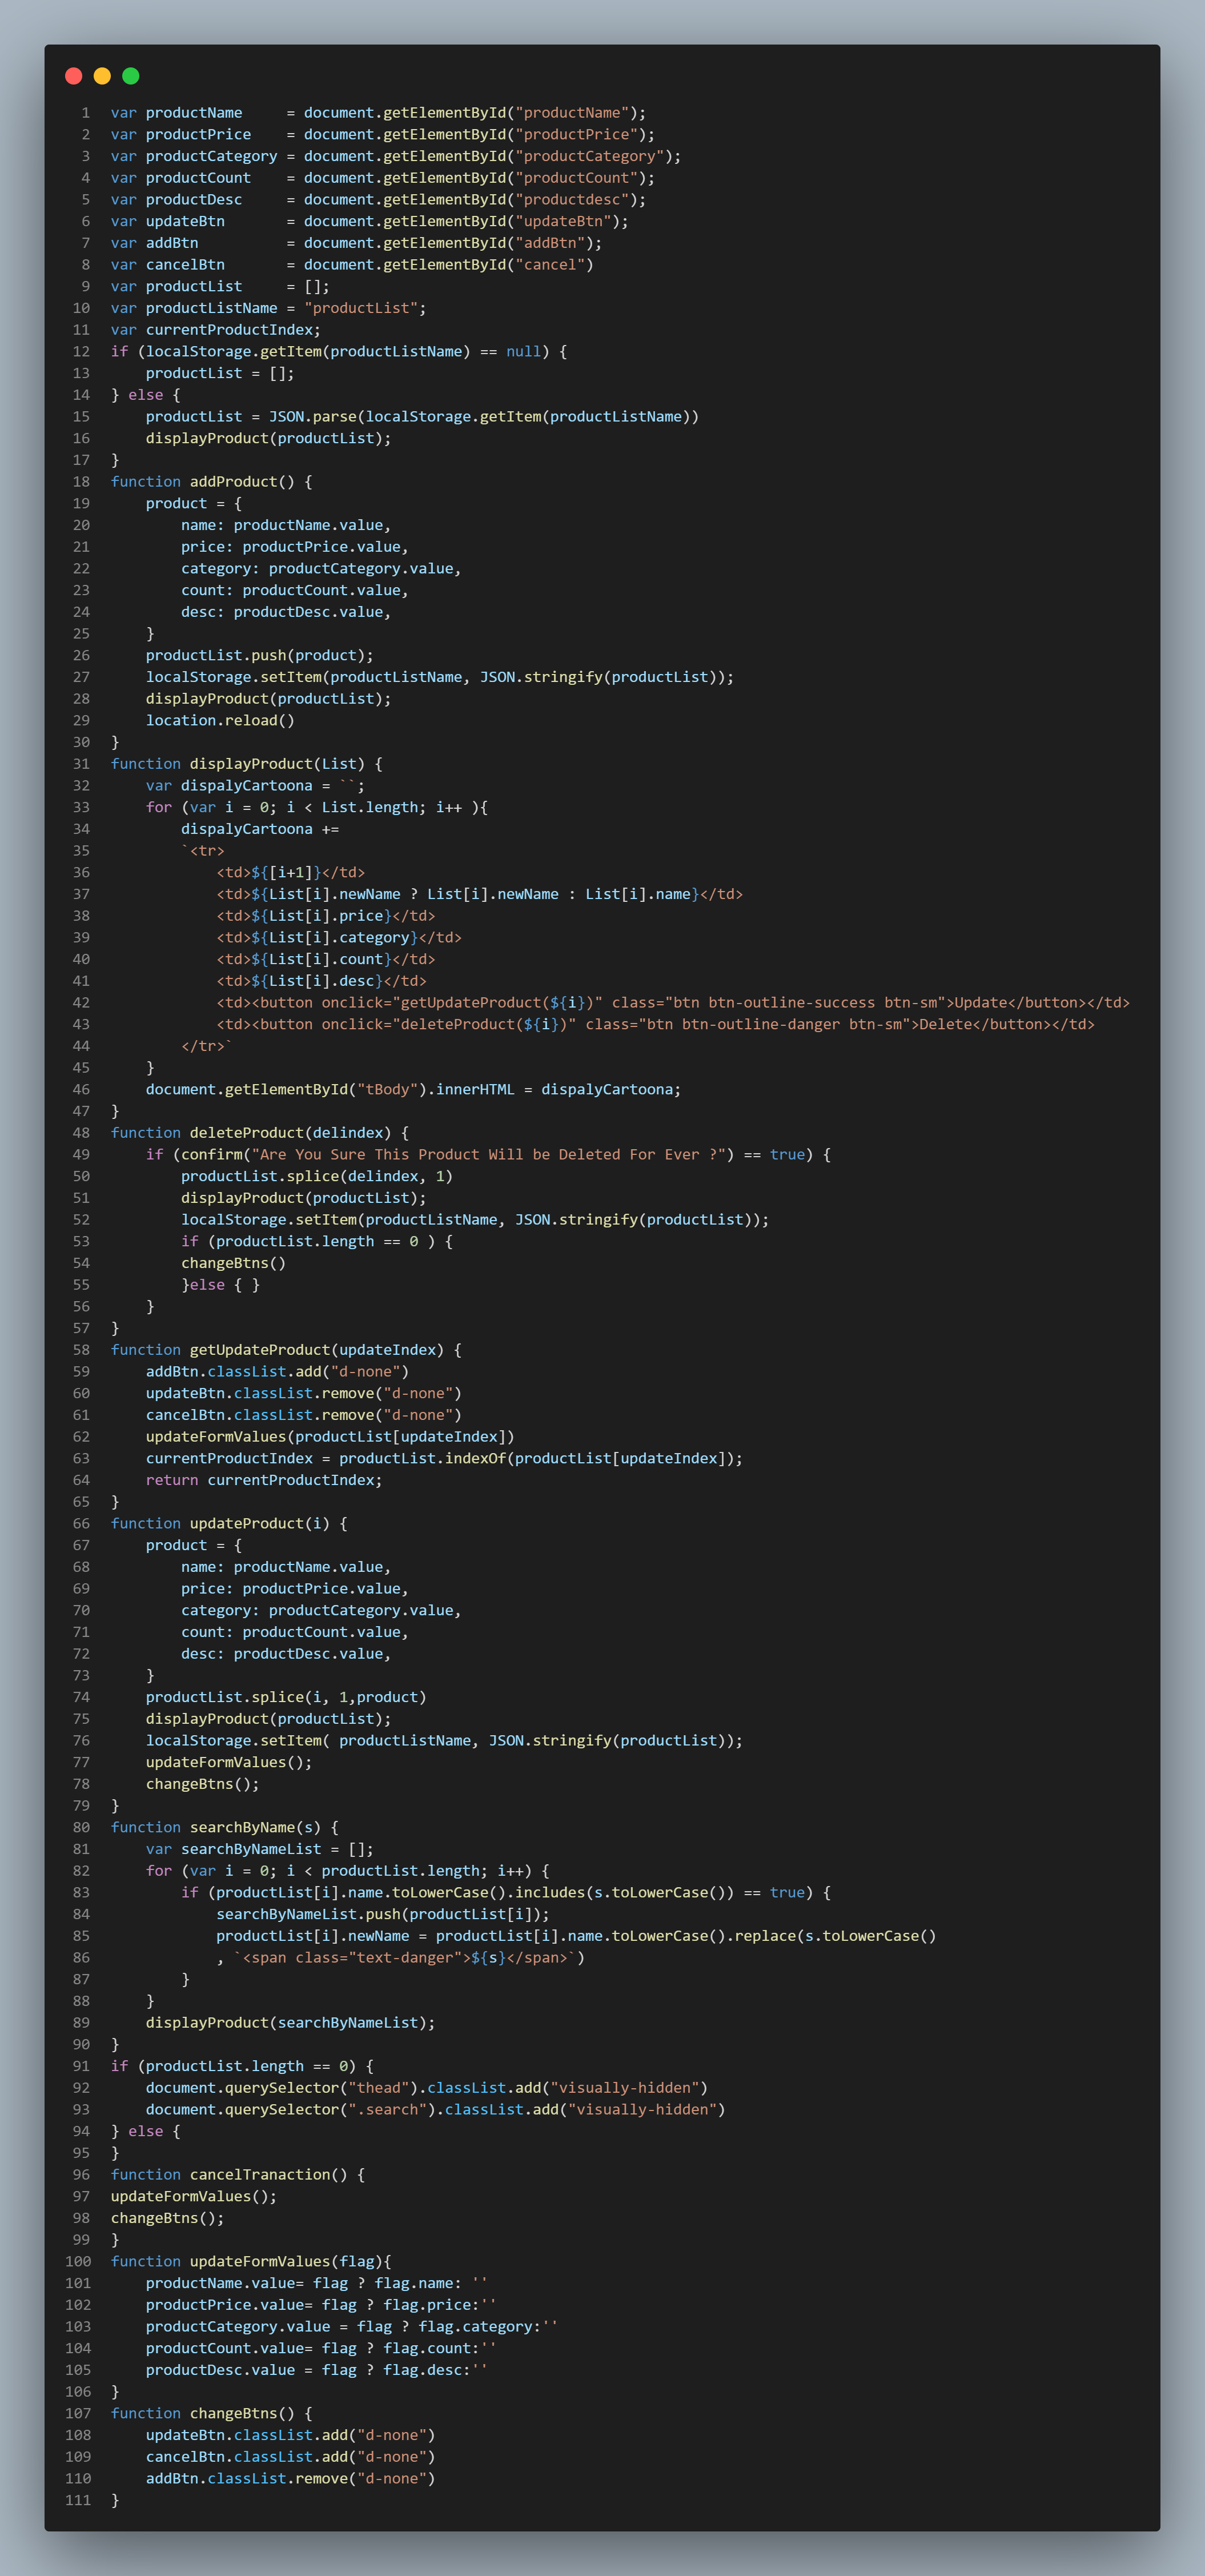 1 var productName     = document.getElementById("productName");
2 var productPrice    = document.getElementById("productPrice");
3 var productCategory = document.getElementById("productCategory");
4 var productCount    = document.getElementById("productCount");
5 var productDesc     = document.getElementById("productdesc");
6 var updateBtn       = document.getElementById("updateBtn");
7 var addBtn          = document.getElementById("addBtn");
8 var cancelBtn       = document.getElementById("cancel")
9 var productList     = [];
10 var productListName = "productList";
11 var currentProductIndex;
12 if (localStorage.getItem(productListName) == null) {
13     productList = [];
14 } else {
15     productList = JSON.parse(localStorage.getItem(productListName))
16     displayProduct(productList);
17 }
18 function addProduct() {
19     product = {
20         name: productName.value,
21         price: productPrice.value,
22         category: productCategory.value,
23         count: productCount.value,
24         desc: productDesc.value,
25     }
26     productList.push(product);
27     localStorage.setItem(productListName, JSON.stringify(productList));
28     displayProduct(productList);
29     location.reload()
30 }
31 function displayProduct(List) {
32     var dispalyCartoona = ``;
33     for (var i = 0; i < List.length; i++ ){
34         dispalyCartoona +=
35         `<tr>
36             <td>${[i+1]}</td>
37             <td>${List[i].newName ? List[i].newName : List[i].name}</td>
38             <td>${List[i].price}</td>
39             <td>${List[i].category}</td>
40             <td>${List[i].count}</td>
41             <td>${List[i].desc}</td>
42             <td><button onclick="getUpdateProduct(${i})" class="btn btn-outline-success btn-sm">Update</button></td>
43             <td><button onclick="deleteProduct(${i})" class="btn btn-outline-danger btn-sm">Delete</button></td>
44         </tr>`
45     }
46     document.getElementById("tBody").innerHTML = dispalyCartoona;
47 }
48 function deleteProduct(delindex) {
49     if (confirm("Are You Sure This Product Will be Deleted For Ever ?") == true) {
50         productList.splice(delindex, 1)
51         displayProduct(productList);
52         localStorage.setItem(productListName, JSON.stringify(productList));
53         if (productList.length == 0 ) {
54         changeBtns()
55         }else { }
56     }
57 }
58 function getUpdateProduct(updateIndex) {
59     addBtn.classList.add("d-none")
60     updateBtn.classList.remove("d-none")
61     cancelBtn.classList.remove("d-none")
62     updateFormValues(productList[updateIndex])
63     currentProductIndex = productList.indexOf(productList[updateIndex]);
64     return currentProductIndex;
65 }
66 function updateProduct(i) {
67     product = {
68         name: productName.value,
69         price: productPrice.value,
70         category: productCategory.value,
71         count: productCount.value,
72         desc: productDesc.value,
73     }
74     productList.splice(i, 1,product)
75     displayProduct(productList);
76     localStorage.setItem( productListName, JSON.stringify(productList));
77     updateFormValues();
78     changeBtns();
79 }
80 function searchByName(s) {
81     var searchByNameList = [];
82     for (var i = 0; i < productList.length; i++) {
83         if (productList[i].name.toLowerCase().includes(s.toLowerCase()) == true) {
84             searchByNameList.push(productList[i]);
85             productList[i].newName = productList[i].name.toLowerCase().replace(s.toLowerCase()
86             , `<span class="text-danger">${s}</span>`)
87         }
88     }
89     displayProduct(searchByNameList);
90 }
91 if (productList.length == 0) {
92     document.querySelector("thead").classList.add("visually-hidden")
93     document.querySelector(".search").classList.add("visually-hidden")
94 } else {
95 }
96 function cancelTranaction() {
97 updateFormValues();
98 changeBtns();
99 }
100 function updateFormValues(flag){
101     productName.value= flag ? flag.name: ''
102     productPrice.value= flag ? flag.price:''
103     productCategory.value = flag ? flag.category:''
104     productCount.value= flag ? flag.count:''
105     productDesc.value = flag ? flag.desc:''
106 }
107 function changeBtns() {
108     updateBtn.classList.add("d-none")
109     cancelBtn.classList.add("d-none")
110     addBtn.classList.remove("d-none")
111 }